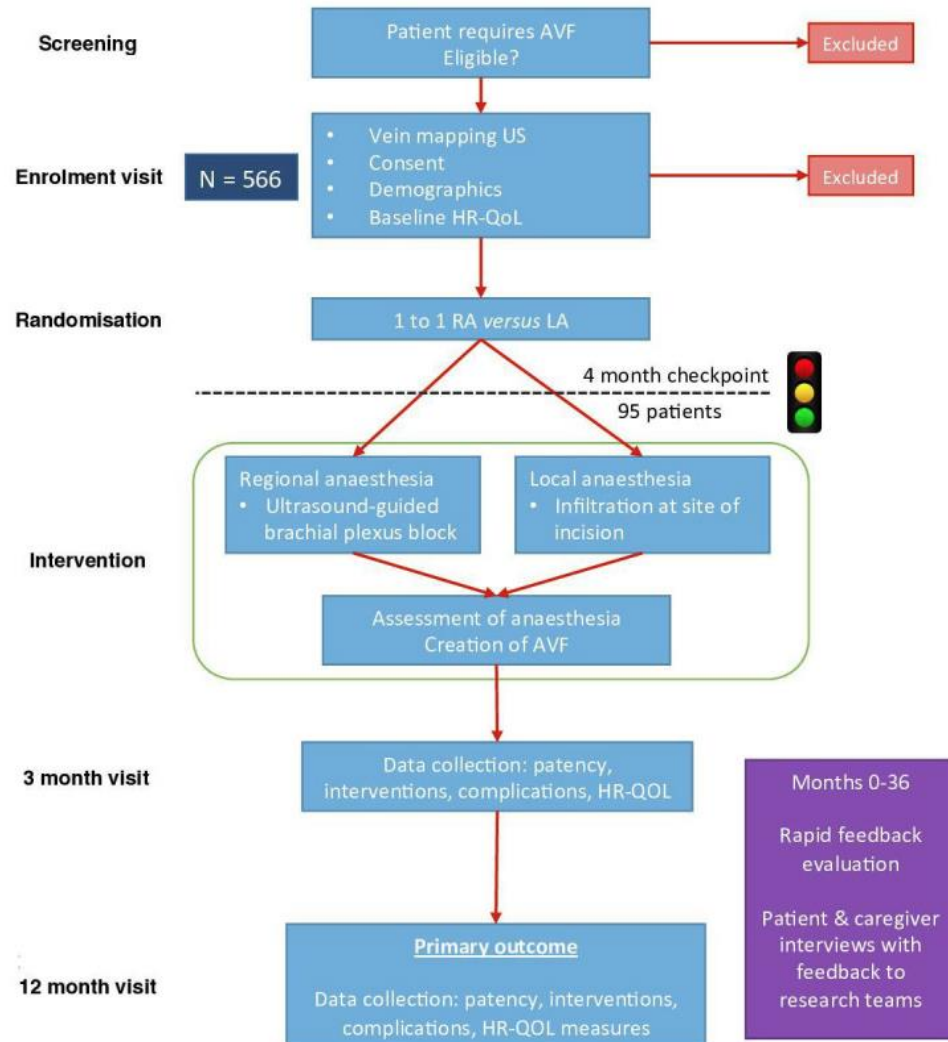 Screening
Patient requires AVF
Eligible?
Excluded
Enrolment visit
N = 566
• Vein mapping US
• Consent
• Demographics
• Baseline HR-QoL
Excluded
Randomisation
1 to 1 RA versus LA
4 month checkpoint
95 patients
Intervention
Regional anaesthesia
• Ultrasound-guided
brachial plexus block
Local anaesthesia
• Infiltration at site of
incision
Assessment of anaesthesia
Creation of AVF
3 month visit
Data collection: patency,
interventions, complications, HR-QOL
12 month visit
Primary outcome
Data collection: patency, interventions,
complications, HR-QOL measures
Months 0-36
Rapid feedback
evaluation
Patient & caregiver
interviews with
feedback to
research teams